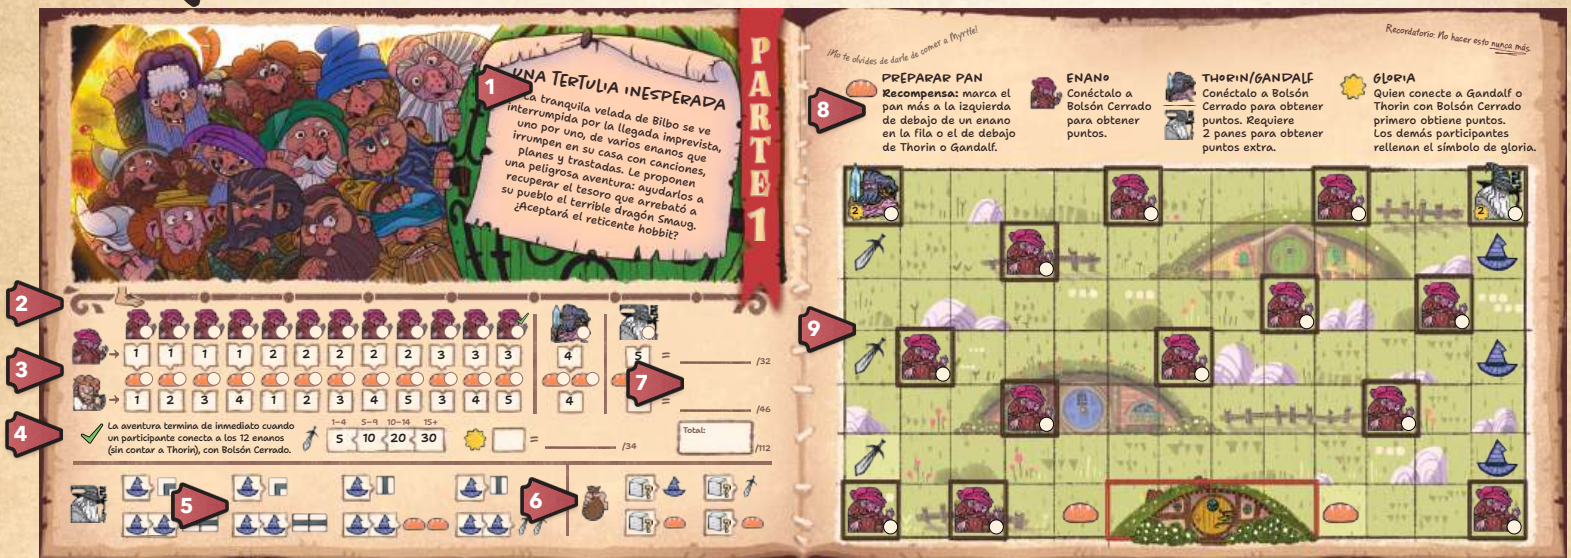 1
UNA TERTULIA INESPERADA
La tranquila velada de Bilbo se ve
interrumpida por la llegada imprevista,
uno por uno, de varios enanos que
irrumpen en su casa con canciones,
planes y trastadas. Le proponen
una peligrosa aventura: ayudarlos a
recuperar el tesoro que arrebató a
su pueblo el terrible dragón Smaug.
¿Aceptará el reticente hobbit?
PARTE 1
2
3
1 1 1 1 2 2 2 2 2 3 3 3 4 5 = /32
7
1 2 3 4 1 2 3 4 5 3 4 5 4 = /46
4
La aventura termina de inmediato cuando
un participante conecta a los 12 enanos
(sin contar a Thorin), con Bolsón Cerrado.
1-4 5-9 10-14 15+
5 10 20 30 = /34
Total:
/112
5
6
? ?
? ?
¡No te olvides de darle de comer a Myrtle!
Recordatorio: No hacer esto nunca más.
8
PREPARAR PAN
Recompensa: marca el
pan más a la izquierda
de debajo de un enano
en la fila o el de debajo
de Thorin o Gandalf.
ENANO
Conéctalo a
Bolsón Cerrado
para obtener
puntos.
THORIN/GANDALF
Conéctalo a Bolsón
Cerrado para obtener
puntos. Requiere
2 panes para obtener
puntos extra.
GLORIA
Quien conecte a Gandalf o
Thorin con Bolsón Cerrado
primero obtiene puntos.
Los demás participantes
rellenan el símbolo de gloria.
2 2
9